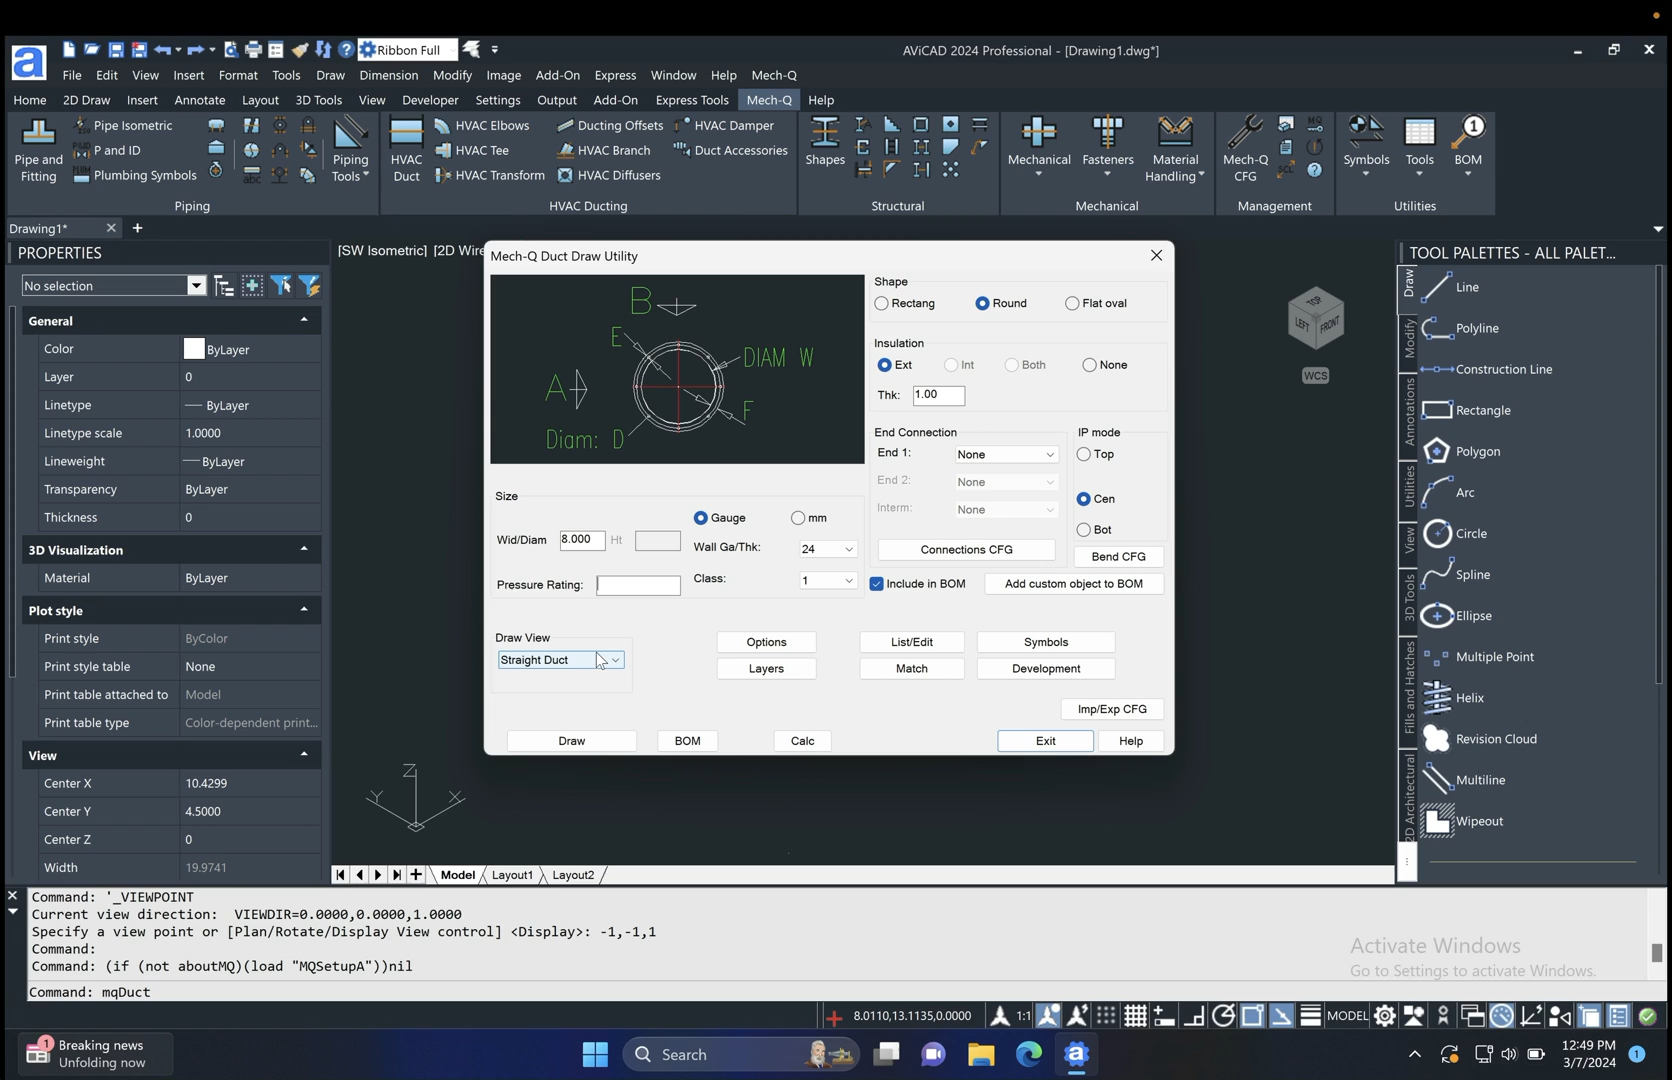 Ribbon Full
AViCAD 2024 Professional - [Drawing1.dwg*]
File Edit View Insert Format Tools Draw Dimension Modify Image Add-On Express Window Help Mech-Q
Home 2D Draw Insert Annotate Layout 3D Tools View Developer Settings Output Add-On Express Tools Mech-Q Help
Pipe and Fitting
Pipe Isometric
P and ID
Plumbing Symbols
Piping Tools
Piping
HVAC Duct
HVAC Elbows
Ducting Offsets
HVAC Damper
HVAC Tee
HVAC Branch
Duct Accessories
HVAC Transform
HVAC Diffusers
HVAC Ducting
Shapes
Structural
Mechanical
Fasteners
Material Handling
Mechanical
Mech-Q CFG
Management
Symbols
Tools
1
BOM
Utilities
Drawing1*
PROPERTIES
No selection
General
Color ByLayer
Layer 0
Linetype ByLayer
Linetype scale 1.0000
Lineweight ByLayer
Transparency ByLayer
Thickness 0
3D Visualization
Material ByLayer
Plot style
Print style ByColor
Print style table None
Print table attached to Model
Print table type Color-dependent print...
View
Center X 10.4299
Center Y 4.5000
Center Z 0
Width 19.9741
[SW Isometric] [2D Wire
TOP
LEFT FRONT
WCS
Z
Y X
Mech-Q Duct Draw Utility
B
E
DIAM W
A
F
Diam: D
Shape
Rectang Round Flat oval
Insulation
Ext Int Both None
Thk: 1.00
End Connection
End 1: None
End 2: None
Interm: None
Connections CFG
IP mode
Top
Cen
Bot
Bend CFG
Size
Gauge mm
Wid/Diam 8.000 Ht
Wall Ga/Thk: 24
Pressure Rating:
Class: 1
Include in BOM
Add custom object to BOM
Draw View
Straight Duct
Options List/Edit Symbols
Layers Match Development
Imp/Exp CFG
Draw BOM Calc Exit Help
TOOL PALETTES - ALL PALET...
Draw
Modify
Annotations
Utilities
View
3D Tools
Fills and Hatches
2D Architectural
Line
Polyline
Construction Line
Rectangle
Polygon
Arc
Circle
Spline
Ellipse
Multiple Point
Helix
Revision Cloud
Multiline
Wipeout
Model Layout1 Layout2
Command: '_VIEWPOINT
Current view direction: VIEWDIR=0.0000,0.0000,1.0000
Specify a view point or [Plan/Rotate/Display View control] <Display>: -1,-1,1
Command:
Command: (if (not aboutMQ)(load "MQSetupA"))nil
Command: mqDuct
Activate Windows
Go to Settings to activate Windows.
8.0110,13.1135,0.0000 1:1 MODEL
1
Breaking news
Unfolding now
Search
12:49 PM
3/7/2024
1